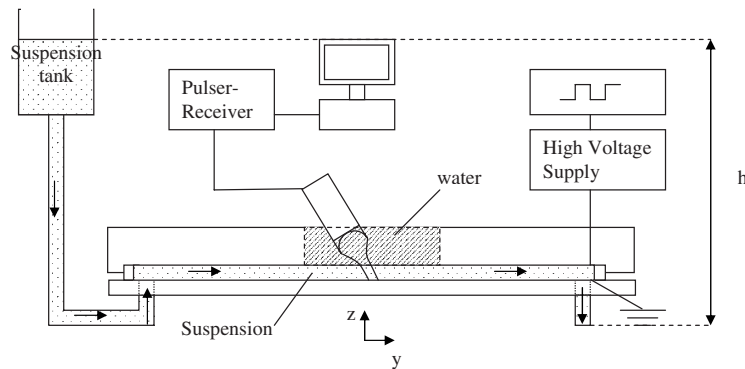 Suspension
tank
Pulser-
Receiver
High Voltage
Supply
water
h
Suspension
z
y